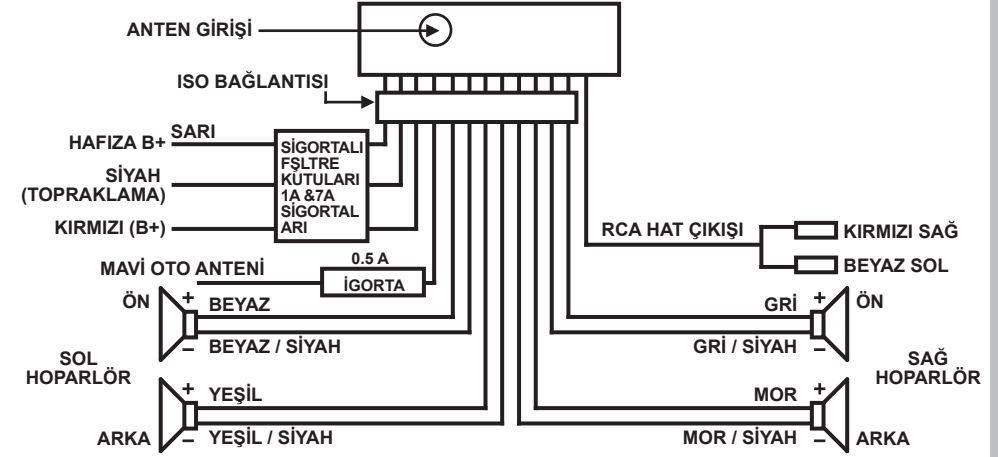 ANTEN GİRİŞİ
ISO BAĞLANTISI
HAFIZA B+
SARI
SİYAH
(TOPRAKLAMA)
KIRMIZI (B+)
SİGORTALI
FŞLTRE
KUTULARI
1A &7A
SİGORTAL
ARI
RCA HAT ÇIKIŞI
KIRMIZI SAĞ
BEYAZ SOL
MAVİ OTO ANTENİ
0.5 A
İGORTA
ÖN
+
BEYAZ
–
BEYAZ / SİYAH
SOL
HOPARLÖR
+
YEŞİL
ARKA
–
YEŞİL / SİYAH
GRİ
+
ÖN
GRİ / SİYAH
–
SAĞ
HOPARLÖR
MOR
+
MOR / SİYAH
–
ARKA